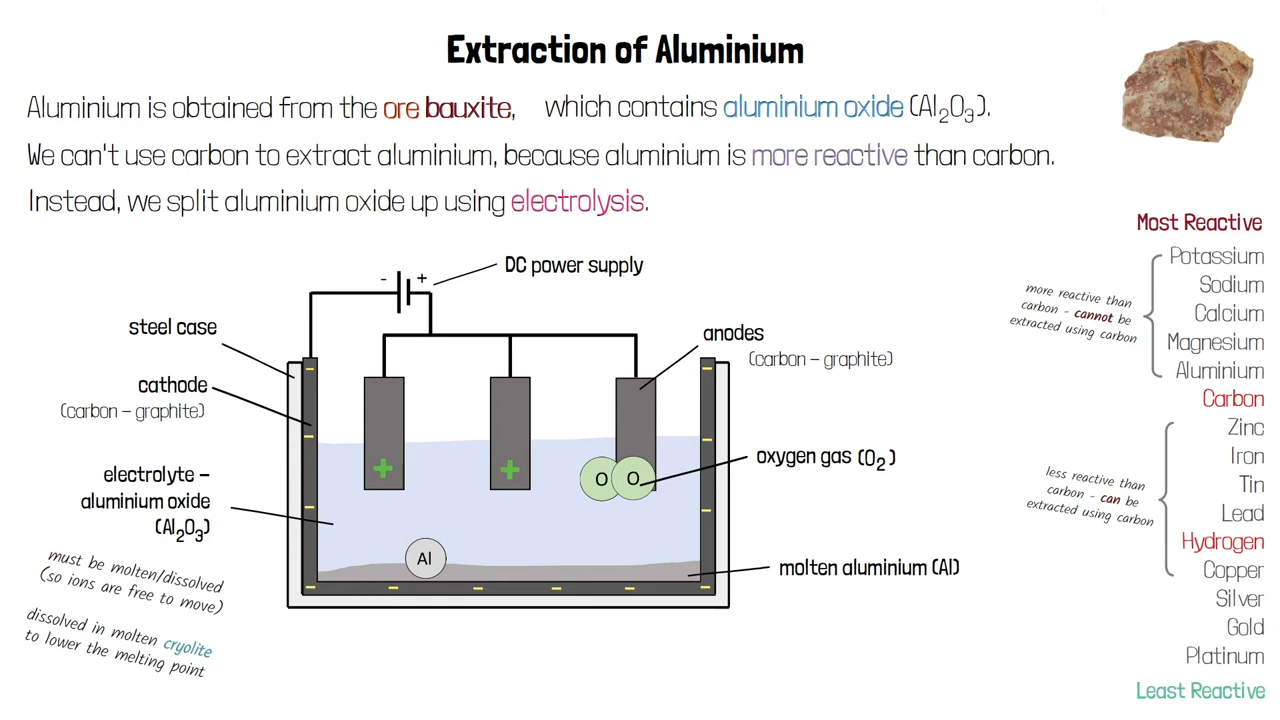 Extraction of Aluminium
Aluminium is obtained from the ore bauxite, which contains aluminium oxide (Al₂O₃).
We can't use carbon to extract aluminium, because aluminium is more reactive than carbon.
Instead, we split aluminium oxide up using electrolysis.
- +
DC power supply
steel case
cathode
(carbon – graphite)
electrolyte –
aluminium oxide
(Al₂O₃)
must be molten/dissolved
(so ions are free to move)
dissolved in molten cryolite
to lower the melting point
anodes
(carbon – graphite)
+ +
O O
oxygen gas (O₂)
Al
molten aluminium (Al)
Most Reactive
more reactive than
carbon - cannot be
extracted using carbon
Potassium
Sodium
Calcium
Magnesium
Aluminium
Carbon
less reactive than
carbon - can be
extracted using carbon
Zinc
Iron
Tin
Lead
Hydrogen
Copper
Silver
Gold
Platinum
Least Reactive